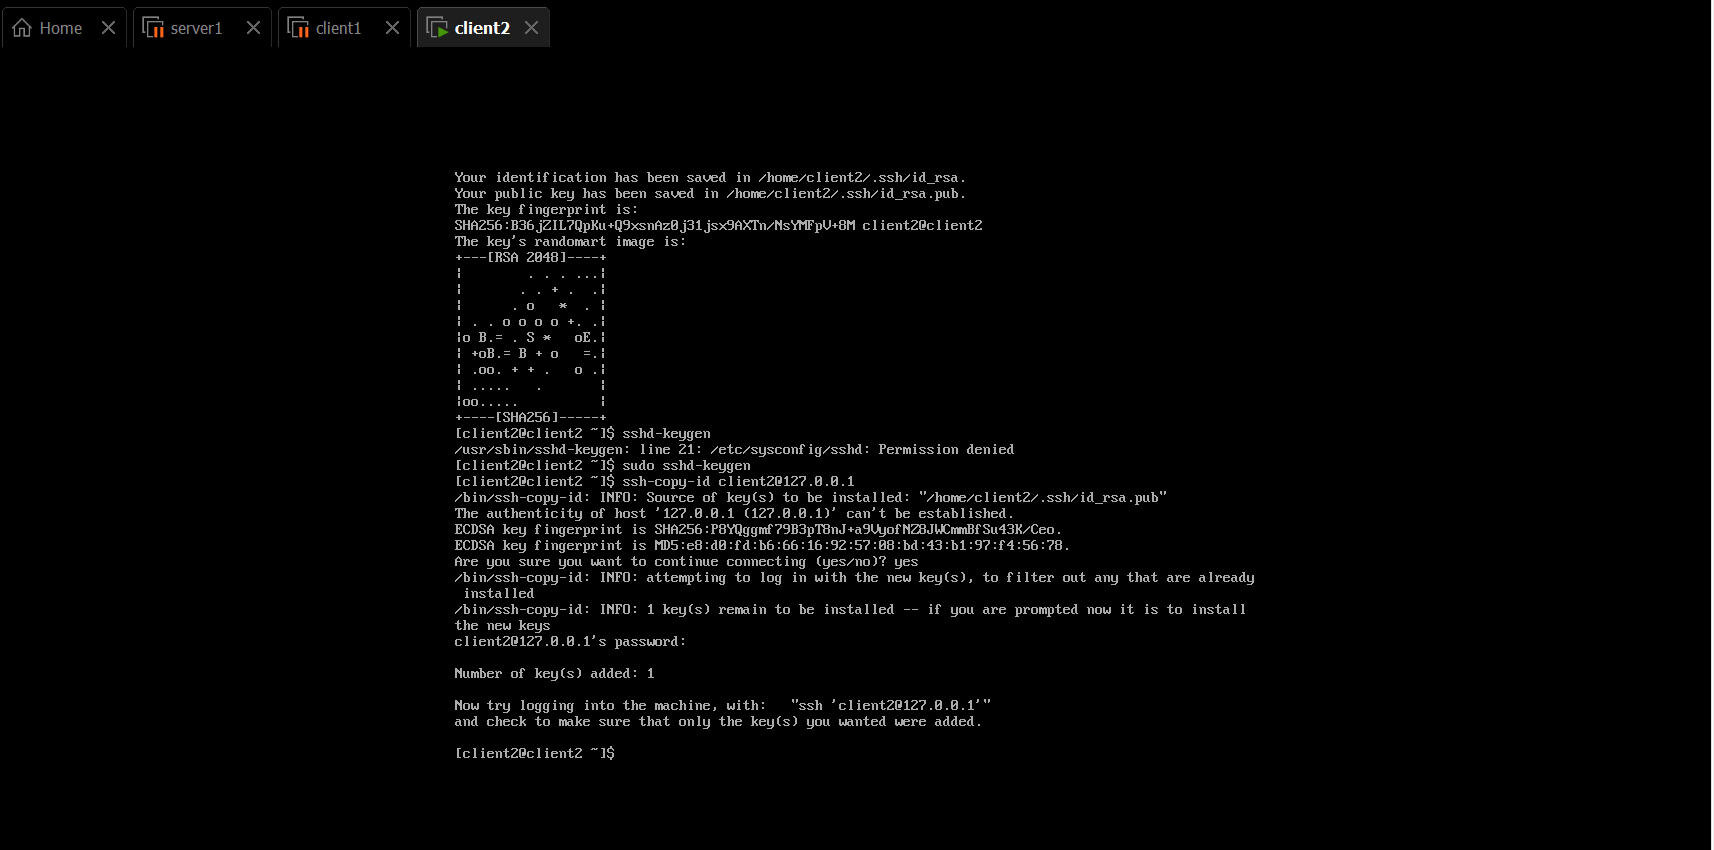 Home server1 client1 client2
Your identification has been saved in /home/client2/.ssh/id_rsa.
Your public key has been saved in /home/client2/.ssh/id_rsa.pub.
The key fingerprint is:
SHA256:B36jZIL7QpKu+Q9xsnAz0j31jsx9AXTn/NsYMFpV+8M client2@client2
The key's randomart image is:
+---[RSA 2048]----+
|        . . . ...|
|       . . + .  .|
|      . o   *  . |
| . . o o o o +. .|
|o B.= . S *   oE.|
| +oB.= B + o   =.|
| .oo. + + .   o .|
| .....   .       |
|oo.....          |
+----[SHA256]-----+
[client2@client2 ~]$ sshd-keygen
/usr/sbin/sshd-keygen: line 21: /etc/sysconfig/sshd: Permission denied
[client2@client2 ~]$ sudo sshd-keygen
[client2@client2 ~]$ ssh-copy-id client2@127.0.0.1
/bin/ssh-copy-id: INFO: Source of key(s) to be installed: "/home/client2/.ssh/id_rsa.pub"
The authenticity of host '127.0.0.1 (127.0.0.1)' can't be established.
ECDSA key fingerprint is SHA256:P8YQggmf79B3pT8nJ+a9VyofNZ8JWCmmBfSu43K/Ceo.
ECDSA key fingerprint is MD5:e8:d0:fd:b6:66:16:92:57:08:bd:43:b1:97:f4:56:78.
Are you sure you want to continue connecting (yes/no)? yes
/bin/ssh-copy-id: INFO: attempting to log in with the new key(s), to filter out any that are already
 installed
/bin/ssh-copy-id: INFO: 1 key(s) remain to be installed -- if you are prompted now it is to install
the new keys
client2@127.0.0.1's password:
Number of key(s) added: 1
Now try logging into the machine, with:   "ssh 'client2@127.0.0.1'"
and check to make sure that only the key(s) you wanted were added.
[client2@client2 ~]$